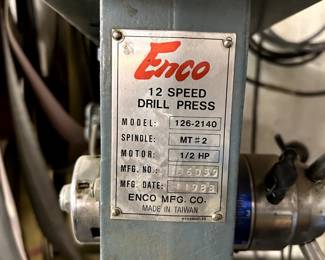 Enco
12 SPEED
DRILL PRESS
MODEL: 126-2140
SPINDLE: MT#2
MOTOR: 1/2 HP
MFG. NO.:
MFG. DATE: 1983
ENCO MFG. CO.
MADE IN TAIWAN